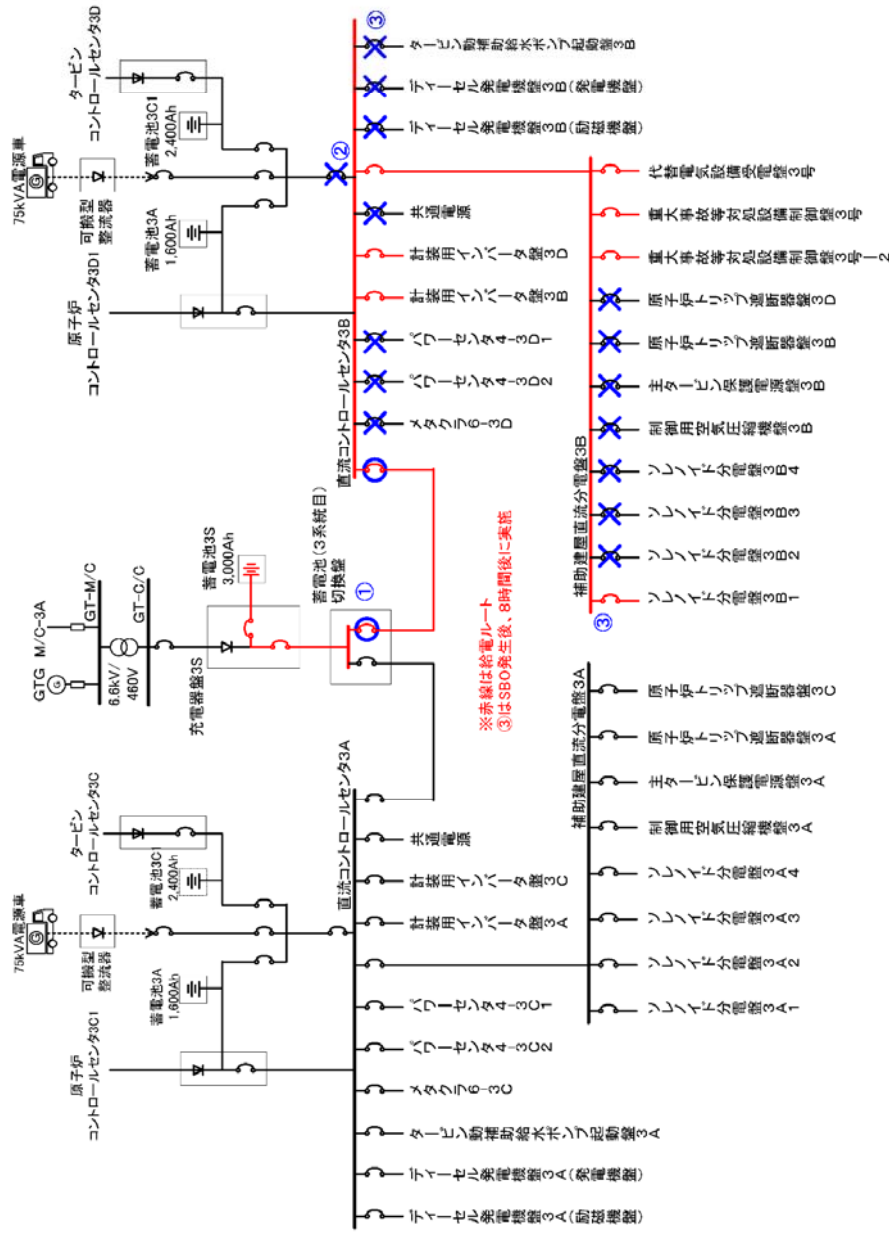 75kVA電源車
G
可搬型
整流器
原子炉
コントロールセンタ3C1
タービン
コントロールセンタ3C
蓄電池3A
1,600Ah
蓄電池3C1
2,400Ah
直流コントロールセンタ3A
ディーゼル発電機盤3A(励磁機盤)
ディーゼル発電機盤3A(発電機盤)
タービン動補助給水ポンプ起動盤3A
メタクラ6-3C
パワーセンタ4-3C2
パワーセンタ4-3C1
計装用インバータ盤3A
計装用インバータ盤3C
共通電源
補助建屋直流分電盤3A
ソレノイド分電盤3A1
ソレノイド分電盤3A2
ソレノイド分電盤3A3
ソレノイド分電盤3A4
制御用空気圧縮機盤3A
主タービン保護電源盤3A
原子炉トリップ遮断器盤3A
原子炉トリップ遮断器盤3C
GTG
M/C-3A
G
GT-M/C
6.6kV/
460V
GT-C/C
充電器盤3S
蓄電池3S
3,000Ah
蓄電池(3系統目)
切換盤
①
※赤線は給電ルート
③はSBO発生後、8時間後に実施
75kVA電源車
G
可搬型
整流器
原子炉
コントロールセンタ3D1
タービン
コントロールセンタ3D
蓄電池3A
1,600Ah
蓄電池3C1
2,400Ah
②
③
直流コントロールセンタ3B
メタクラ6-3D
パワーセンタ4-3D2
パワーセンタ4-3D1
計装用インバータ盤3B
計装用インバータ盤3D
共通電源
ディーゼル発電機盤3B(励磁機盤)
ディーゼル発電機盤3B(発電機盤)
タービン動補助給水ポンプ起動盤3B
③
補助建屋直流分電盤3B
ソレノイド分電盤3B1
ソレノイド分電盤3B2
ソレノイド分電盤3B3
ソレノイド分電盤3B4
制御用空気圧縮機盤3B
主タービン保護電源盤3B
原子炉トリップ遮断器盤3B
原子炉トリップ遮断器盤3D
重大事故等対処設備制御盤3号-2
重大事故等対処設備制御盤3号
代替電気設備受電盤3号